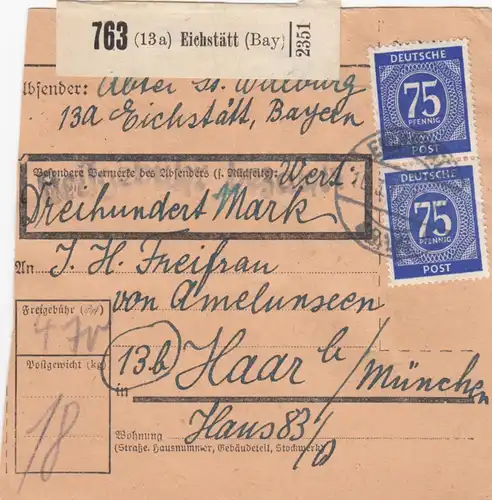 763 (13a) Eichstätt (Bay) 2351
Absender: Abtei St. Walburg
13a Eichstätt, Bayern
DEUTSCHE
75
PFENNIG
POST
DEUTSCHE
75
PFENNIG
POST
Besondere Vermerke des Absenders (s. Rückseite): Wert
Dreihundert Mark
An J. H. Freifrau
von Amelunxen
Freigebühr (RM)
13b Haar b/
München
Postgewicht (kg)
18
in
Haus 83
Wohnung
(Straße, Hausnummer, Gebäudeteil, Stockwerk)